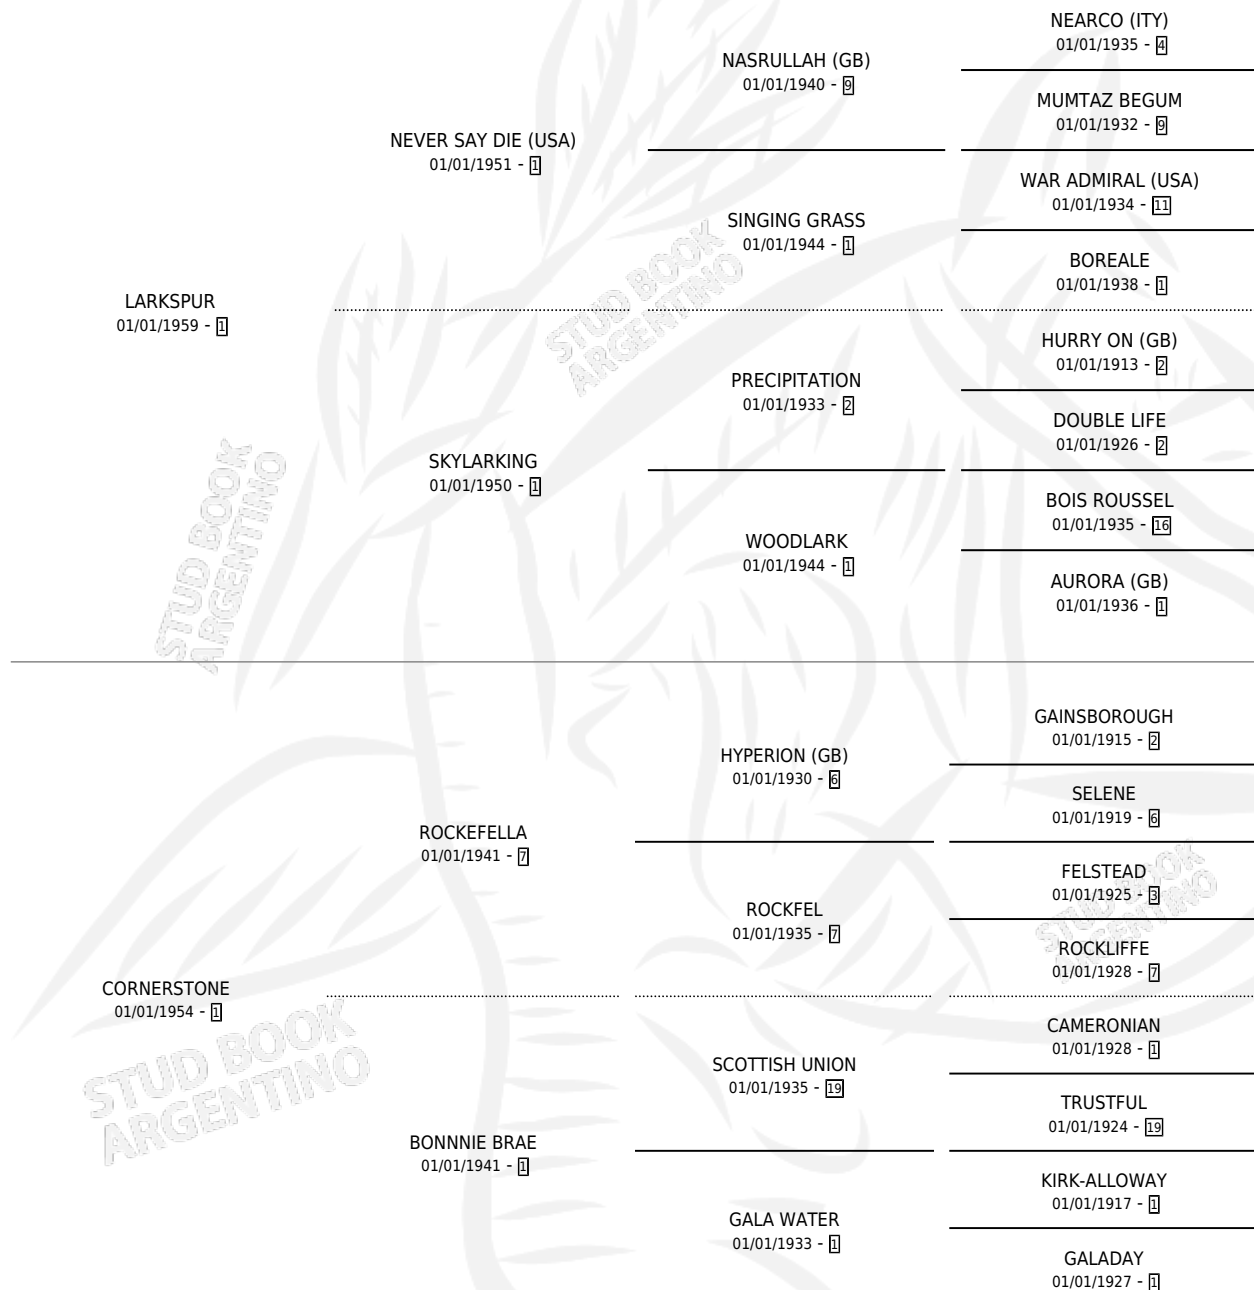 NEARCO (ITY)
01/01/1935 - 4
NASRULLAH (GB)
01/01/1940 - 9
MUMTAZ BEGUM
01/01/1932 - 9
NEVER SAY DIE (USA)
01/01/1951 - 1
WAR ADMIRAL (USA)
01/01/1934 - 11
SINGING GRASS
01/01/1944 - 1
BOREALE
01/01/1938 - 1
LARKSPUR
01/01/1959 - 1
STUD BOOK
ARGENTINO
HURRY ON (GB)
01/01/1913 - 2
PRECIPITATION
01/01/1933 - 2
DOUBLE LIFE
01/01/1926 - 2
SKYLARKING
01/01/1950 - 1
BOIS ROUSSEL
01/01/1935 - 16
WOODLARK
01/01/1944 - 1
AURORA (GB)
01/01/1936 - 1
STUD BOOK
ARGENTINO
GAINSBOROUGH
01/01/1915 - 2
HYPERION (GB)
01/01/1930 - 6
SELENE
01/01/1919 - 6
ROCKEFELLA
01/01/1941 - 7
FELSTEAD
01/01/1925 - 3
ROCKFEL
01/01/1935 - 7
ROCKLIFFE
01/01/1928 - 7
STUD BOOK
ARGENTINO
CORNERSTONE
01/01/1954 - 1
CAMERONIAN
01/01/1928 - 1
SCOTTISH UNION
01/01/1935 - 19
TRUSTFUL
01/01/1924 - 19
STUD BOOK
ARGENTINO
BONNNIE BRAE
01/01/1941 - 1
KIRK-ALLOWAY
01/01/1917 - 1
GALA WATER
01/01/1933 - 1
GALADAY
01/01/1927 - 1